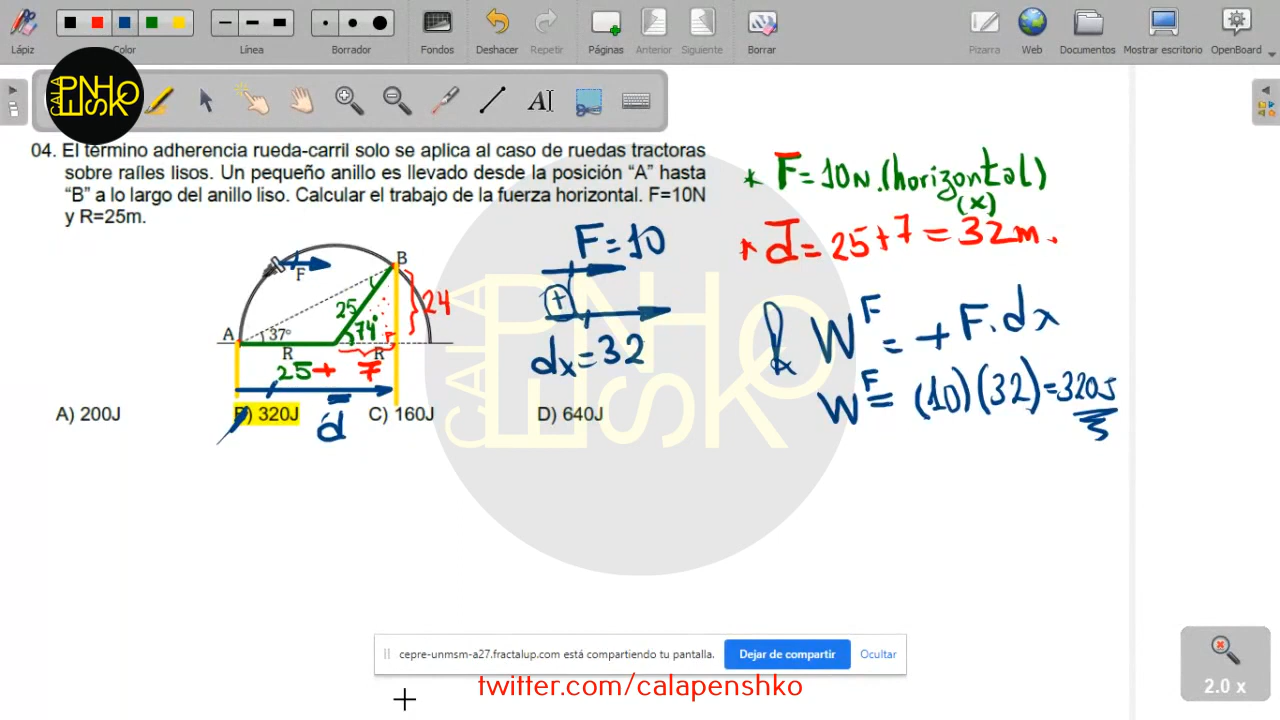 Lápiz Color Línea Borrador Fondos Deshacer Repetir Páginas Anterior Siguiente Borrar Pizarra Web Documentos Mostrar escritorio OpenBoard
CALA PENSHKO
04. El término adherencia rueda-carril solo se aplica al caso de ruedas tractoras
sobre raíles lisos. Un pequeño anillo es llevado desde la posición “A” hasta
“B” a lo largo del anillo liso. Calcular el trabajo de la fuerza horizontal. F=10N
y R=25m.
* F = 10N. (horizontal)
(x)
* d = 25 + 7 = 32m.
F = 10
(+)
dx = 32
F
B
25
24
74°
A
37°
R
R
25 + 7
d
W^F = + F. dx
W^F = (10)(32) = 320J
A) 200J
B) 320J
C) 160J
D) 640J
CALA PENSHKO
cepre-unmsm-a27.fractalup.com está compartiendo tu pantalla. Dejar de compartir Ocultar
twitter.com/calapenshko
2.0 x